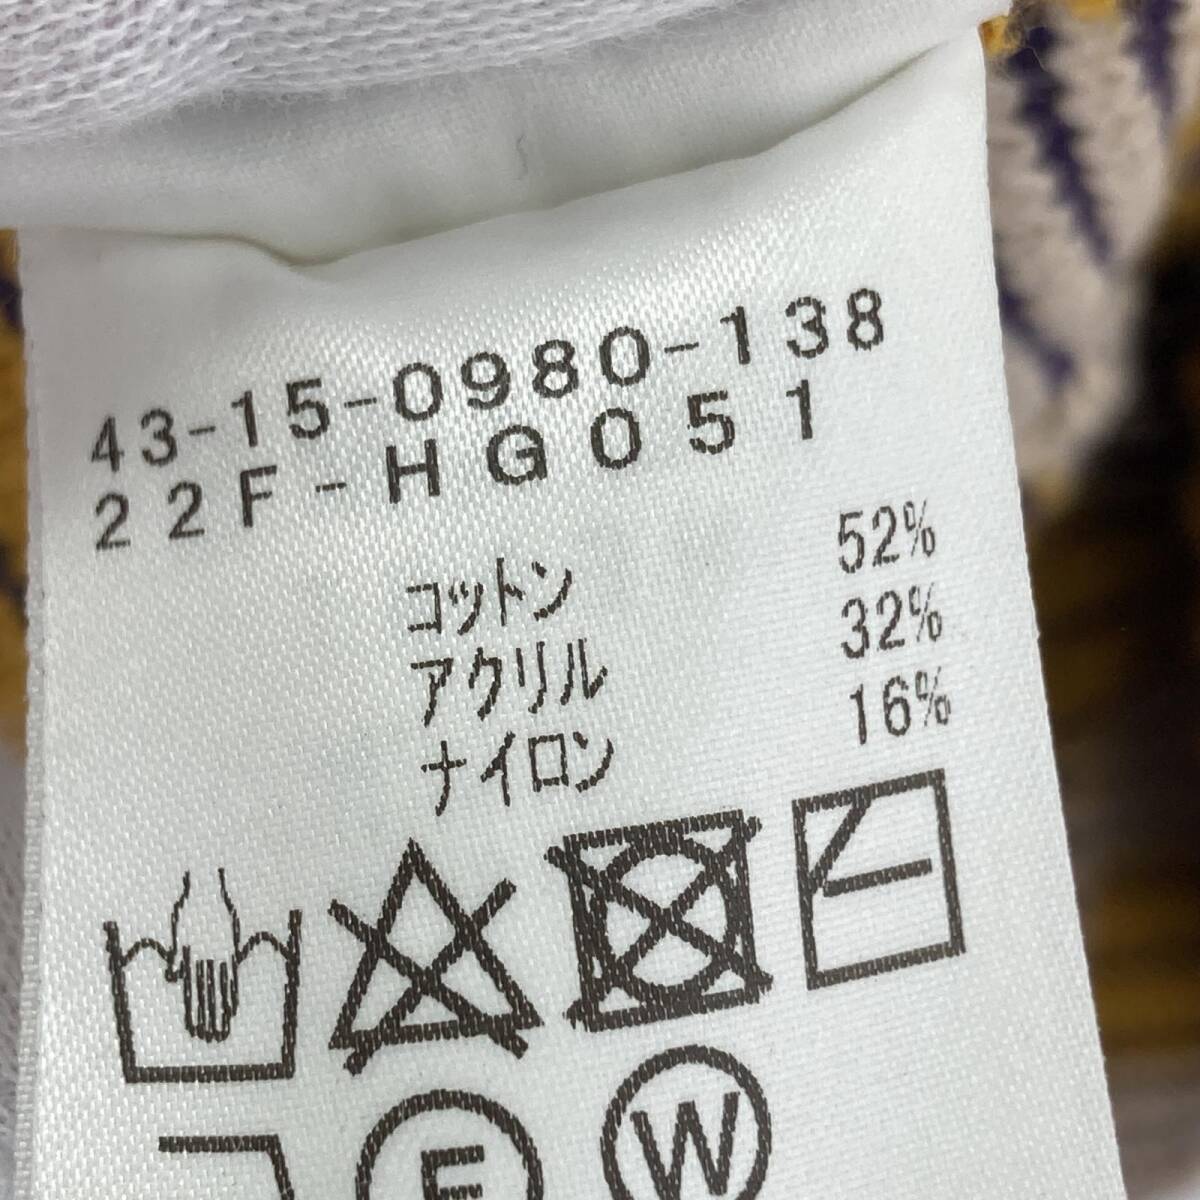 43-15-0980-138
22F-HG051
コットン 52%
アクリル 32%
ナイロン 16%
F W